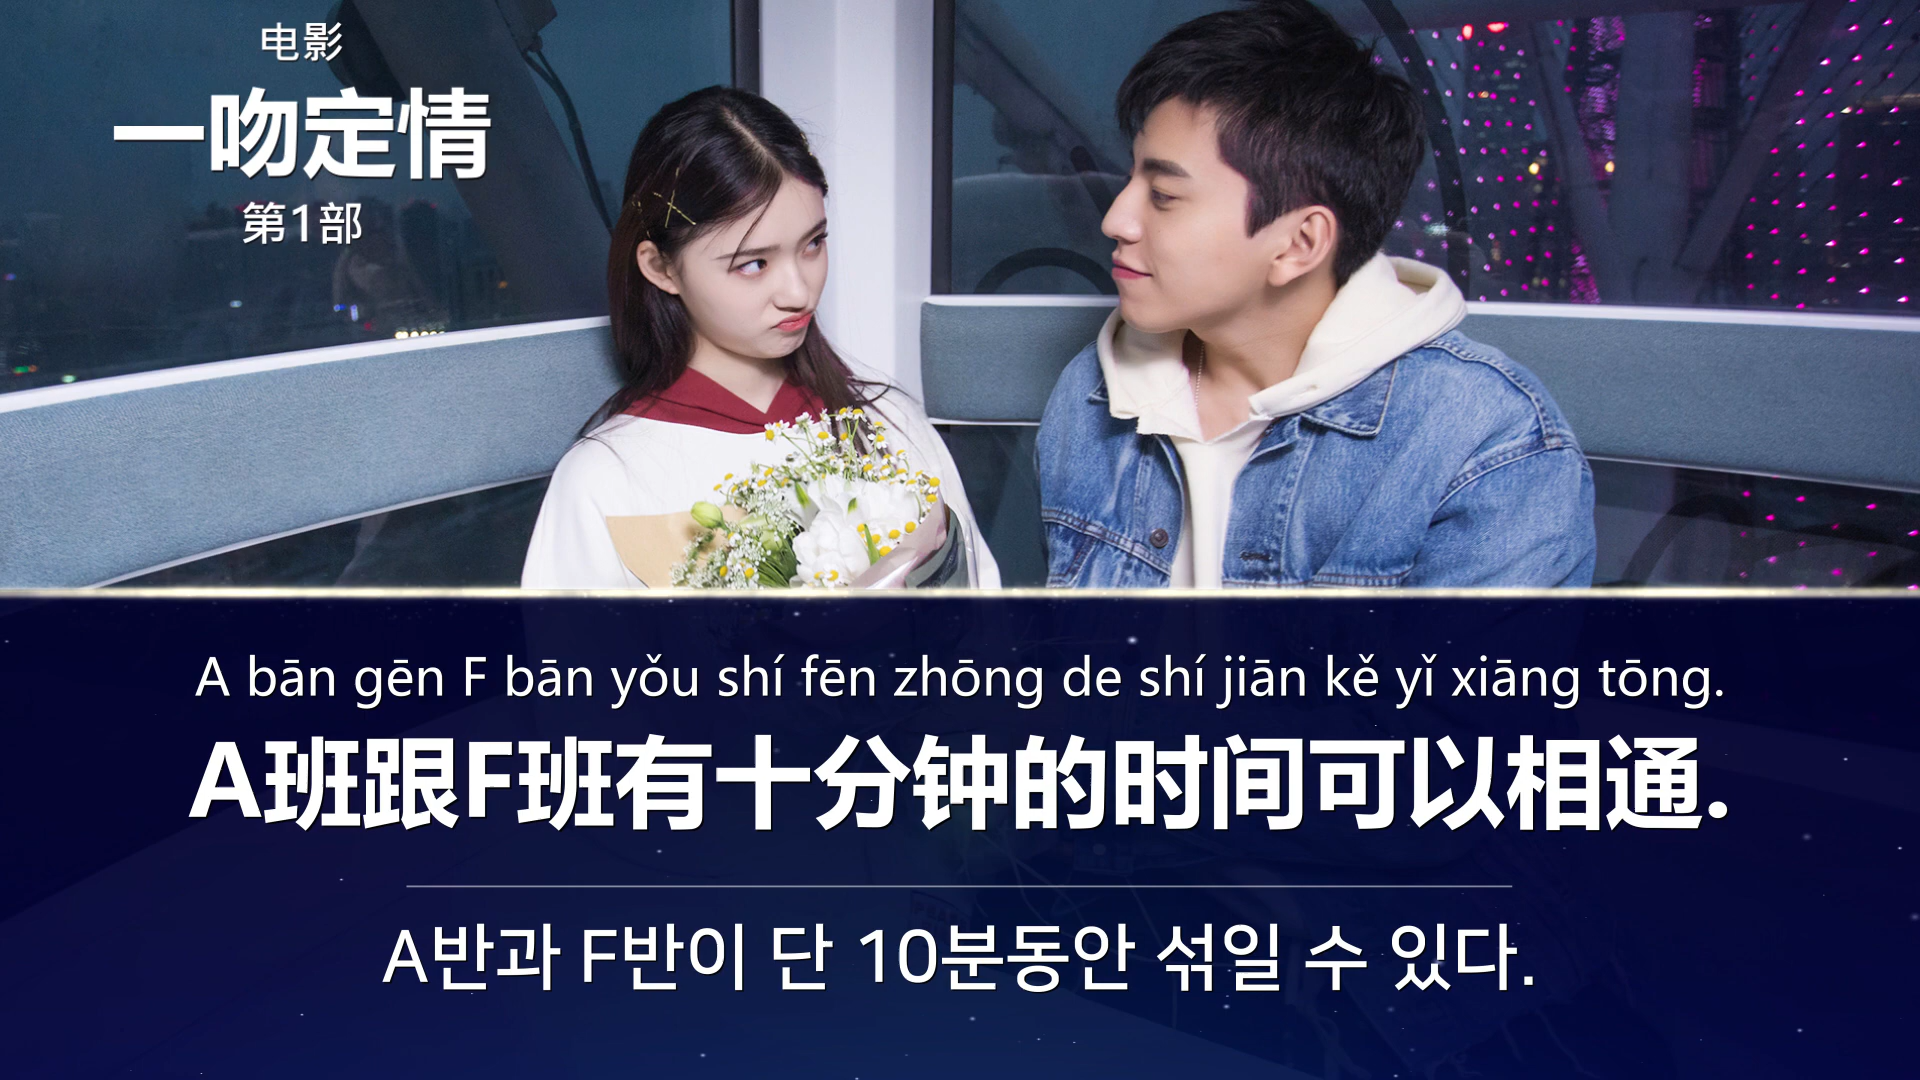 电影
一吻定情
第1部
A bān gēn F bān yǒu shí fēn zhōng de shí jiān kě yǐ xiāng tōng.
A班跟F班有十分钟的时间可以相通.
A반과 F반이 단 10분동안 섞일 수 있다.